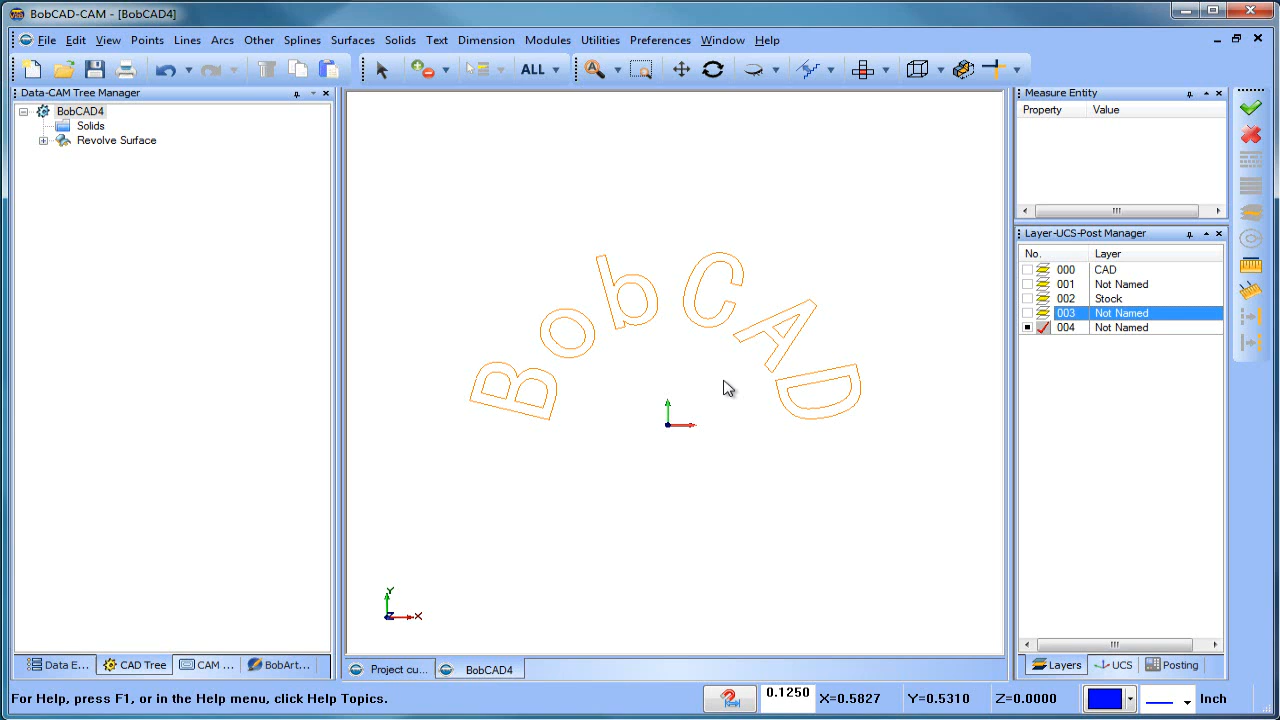 BobCAD-CAM - [BobCAD4]
File Edit View Points Lines Arcs Other Splines Surfaces Solids Text Dimension Modules Utilities Preferences Window Help
ALL
Data-CAM Tree Manager
BobCAD4
Solids
Revolve Surface
BobCAD
Y
X
Z
Measure Entity
Property Value
Layer-UCS-Post Manager
No. Layer
000 CAD
001 Not Named
002 Stock
003 Not Named
004 Not Named
Data E... CAD Tree CAM ... BobArt...
Project cu... BobCAD4
Layers UCS Posting
For Help, press F1, or in the Help menu, click Help Topics.
0.1250 X=0.5827 Y=0.5310 Z=0.0000 Inch